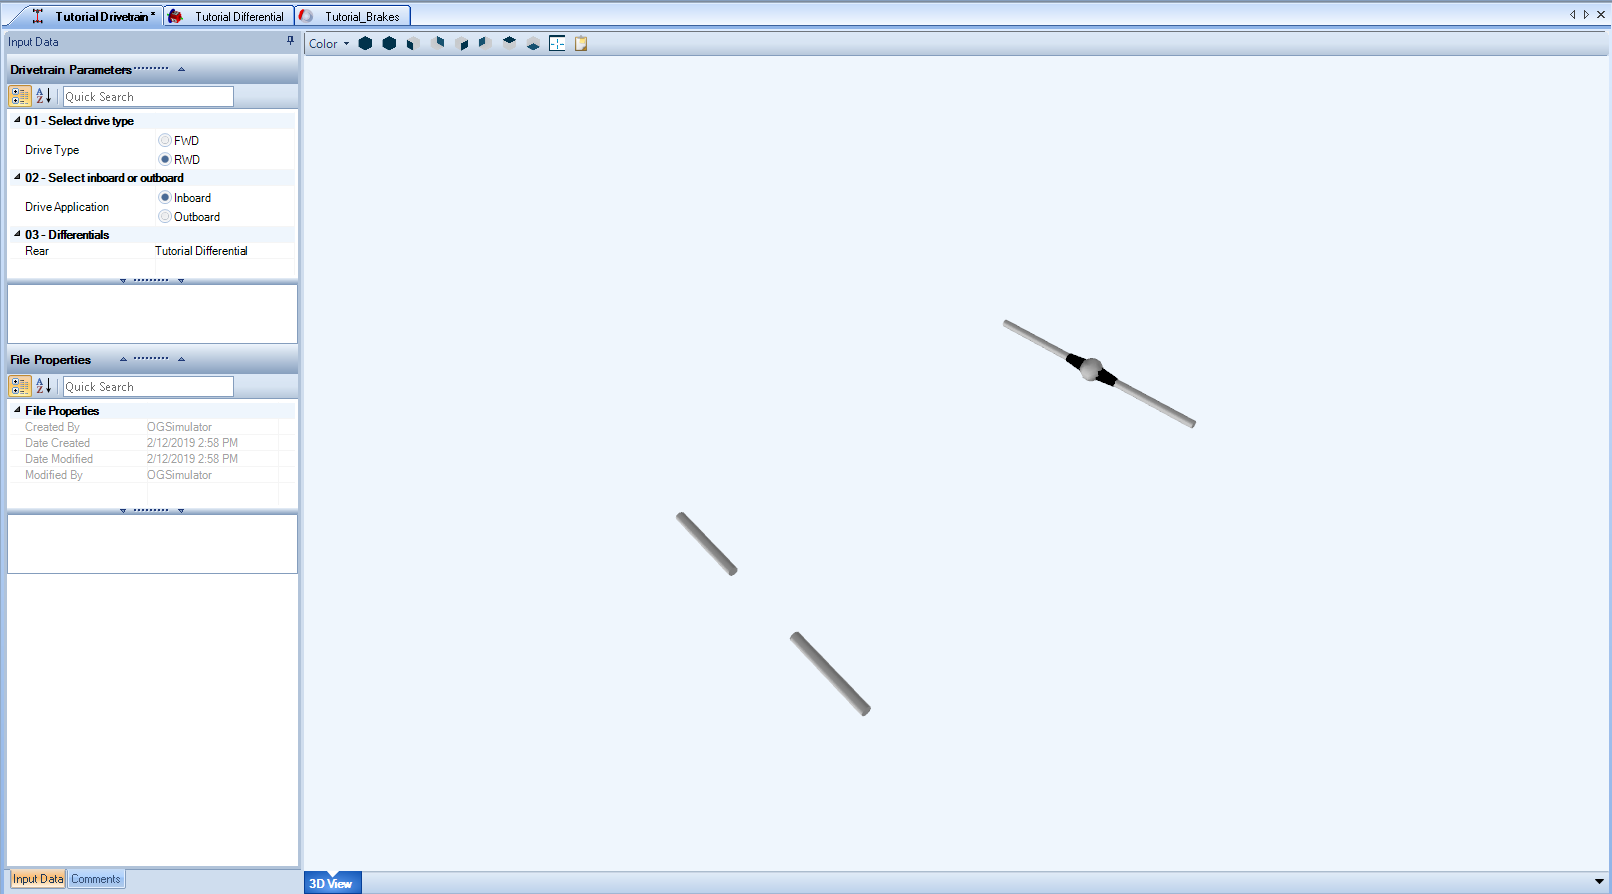 Tutorial Drivetrain *
Tutorial Differential
Tutorial_Brakes
Input Data
Color
Drivetrain Parameters
Quick Search
01 - Select drive type
Drive Type
FWD
RWD
02 - Select inboard or outboard
Drive Application
Inboard
Outboard
03 - Differentials
Rear Tutorial Differential
File Properties
Quick Search
File Properties
Created By OGSimulator
Date Created 2/12/2019 2:58 PM
Date Modified 2/12/2019 2:58 PM
Modified By OGSimulator
Input Data
Comments
3D View